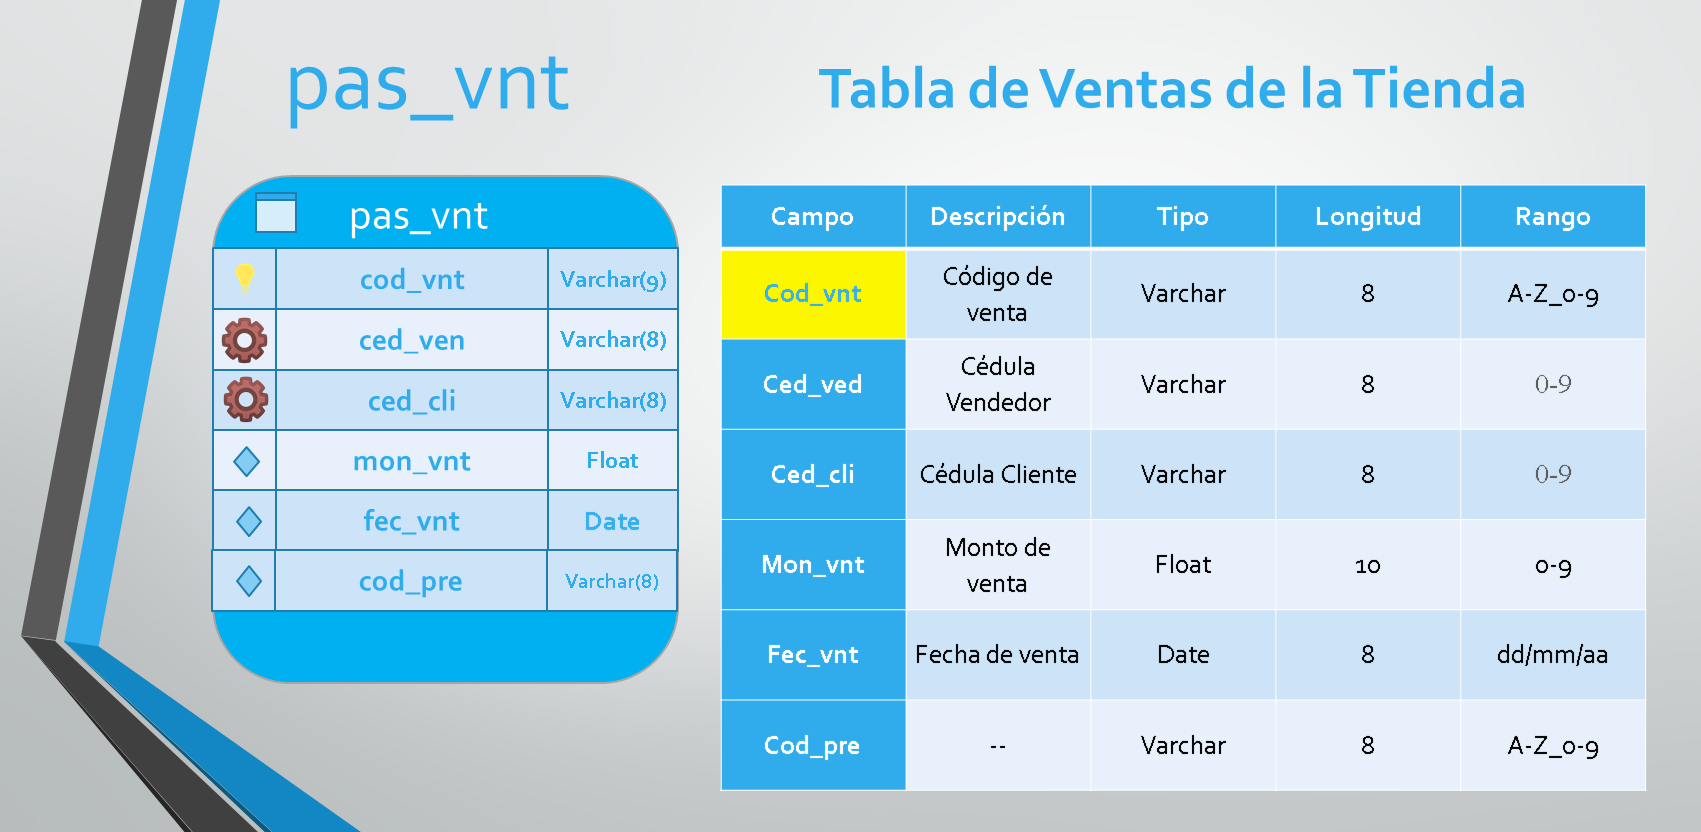 pas_vnt
Tabla de Ventas de la Tienda
pas_vnt
cod_vnt Varchar(9)
ced_ven Varchar(8)
ced_cli Varchar(8)
mon_vnt Float
fec_vnt Date
cod_pre Varchar(8)
Campo Descripción Tipo Longitud Rango
Cod_vnt Código de venta Varchar 8 A-Z_0-9
Ced_ved Cédula Vendedor Varchar 8 0-9
Ced_cli Cédula Cliente Varchar 8 0-9
Mon_vnt Monto de venta Float 10 0-9
Fec_vnt Fecha de venta Date 8 dd/mm/aa
Cod_pre -- Varchar 8 A-Z_0-9